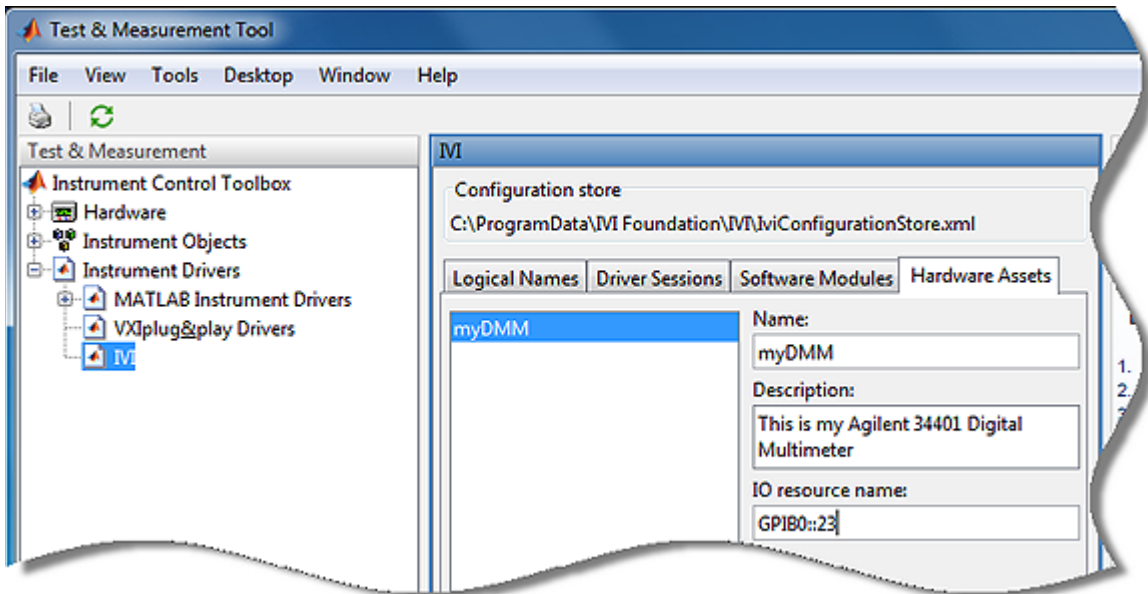 Test & Measurement Tool
File View Tools Desktop Window Help
Test & Measurement
Instrument Control Toolbox
Hardware
Instrument Objects
Instrument Drivers
MATLAB Instrument Drivers
VXIplug&play Drivers
IVI
IVI
Configuration store
C:\ProgramData\IVI Foundation\IVI\IviConfigurationStore.xml
Logical Names Driver Sessions Software Modules Hardware Assets
myDMM
Name:
myDMM
Description:
This is my Agilent 34401 Digital
Multimeter
IO resource name:
GPIB0::23
1.
2.